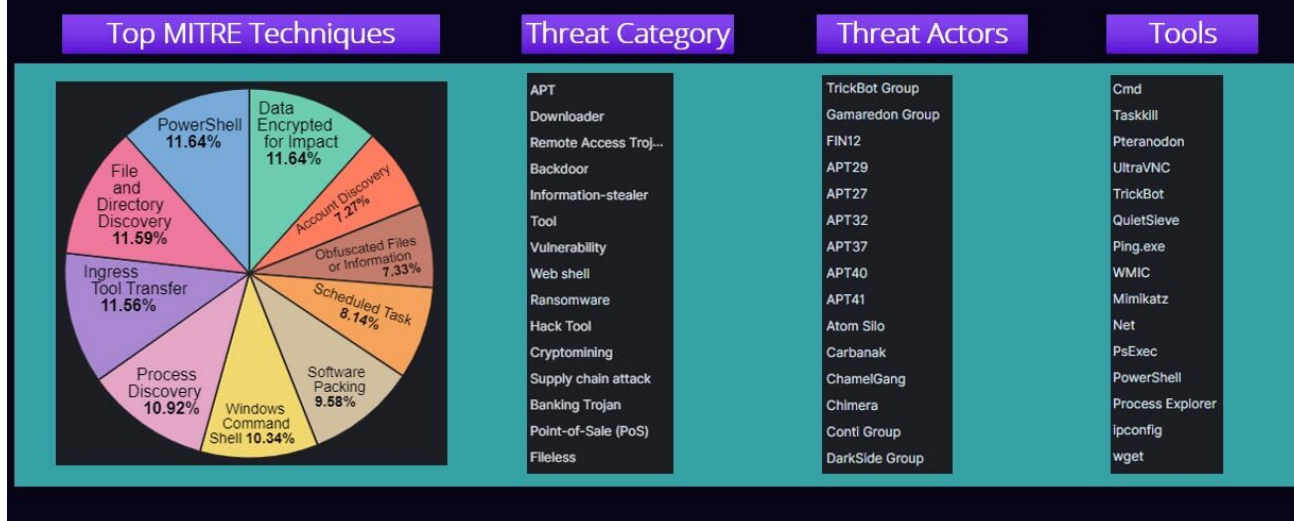 Top MITRE Techniques
Threat Category
Threat Actors
Tools
PowerShell
11.64%
Data
Encrypted
for Impact
11.64%
Account Discovery
7.27%
Obfuscated Files
or Information
7.33%
Scheduled Task
8.14%
Software
Packing
9.58%
Windows
Command
Shell 10.34%
Process
Discovery
10.92%
Ingress
Tool Transfer
11.56%
File
and
Directory
Discovery
11.59%
APT
Downloader
Remote Access Troj...
Backdoor
Information-stealer
Tool
Vulnerability
Web shell
Ransomware
Hack Tool
Cryptomining
Supply chain attack
Banking Trojan
Point-of-Sale (PoS)
Fileless
TrickBot Group
Gamaredon Group
FIN12
APT29
APT27
APT32
APT37
APT40
APT41
Atom Silo
Carbanak
ChamelGang
Chimera
Conti Group
DarkSide Group
Cmd
Taskkill
Pteranodon
UltraVNC
TrickBot
QuietSieve
Ping.exe
WMIC
Mimikatz
Net
PsExec
PowerShell
Process Explorer
ipconfig
wget